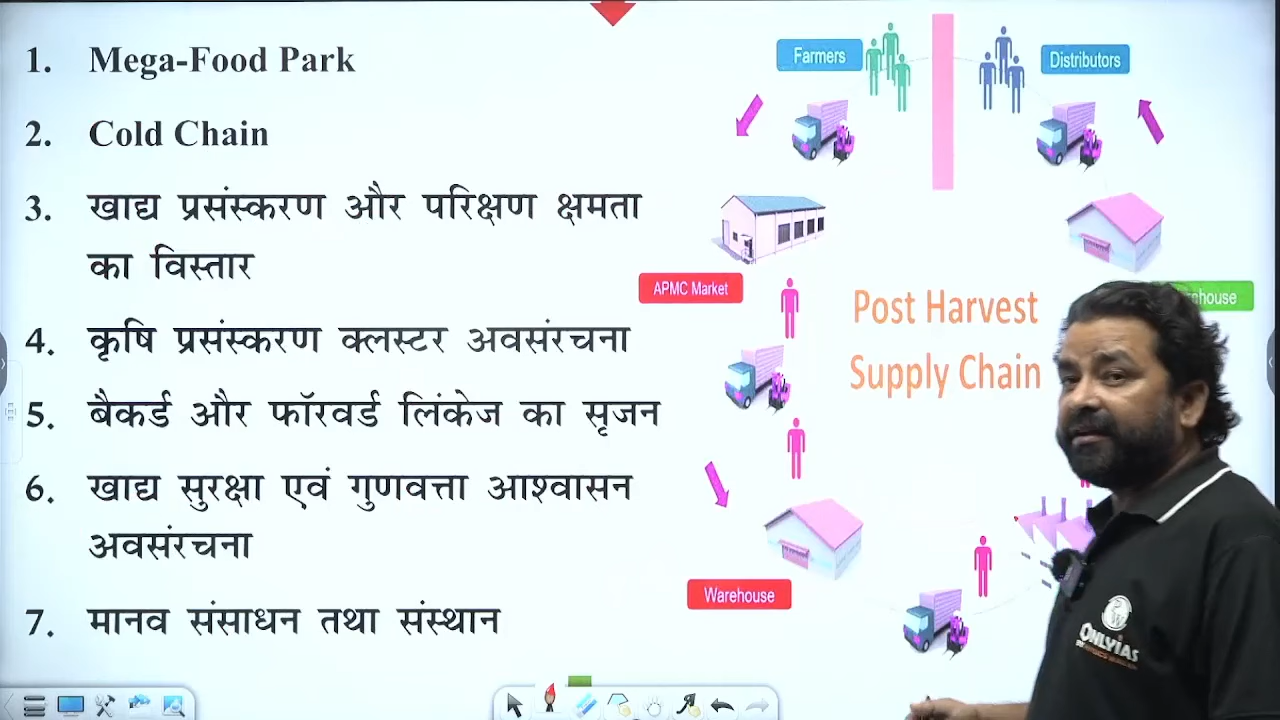 1. Mega-Food Park
2. Cold Chain
3. खाद्य प्रसंस्करण और परिक्षण क्षमता
का विस्तार
4. कृषि प्रसंस्करण क्लस्टर अवसंरचना
5. बैकर्ड और फॉरवर्ड लिंकेज का सृजन
6. खाद्य सुरक्षा एवं गुणवत्ता आश्वासन
अवसंरचना
7. मानव संसाधन तथा संस्थान
Farmers
Distributors
APMC Market
Post Harvest
Supply Chain
Warehouse
PW
ONLYIAS